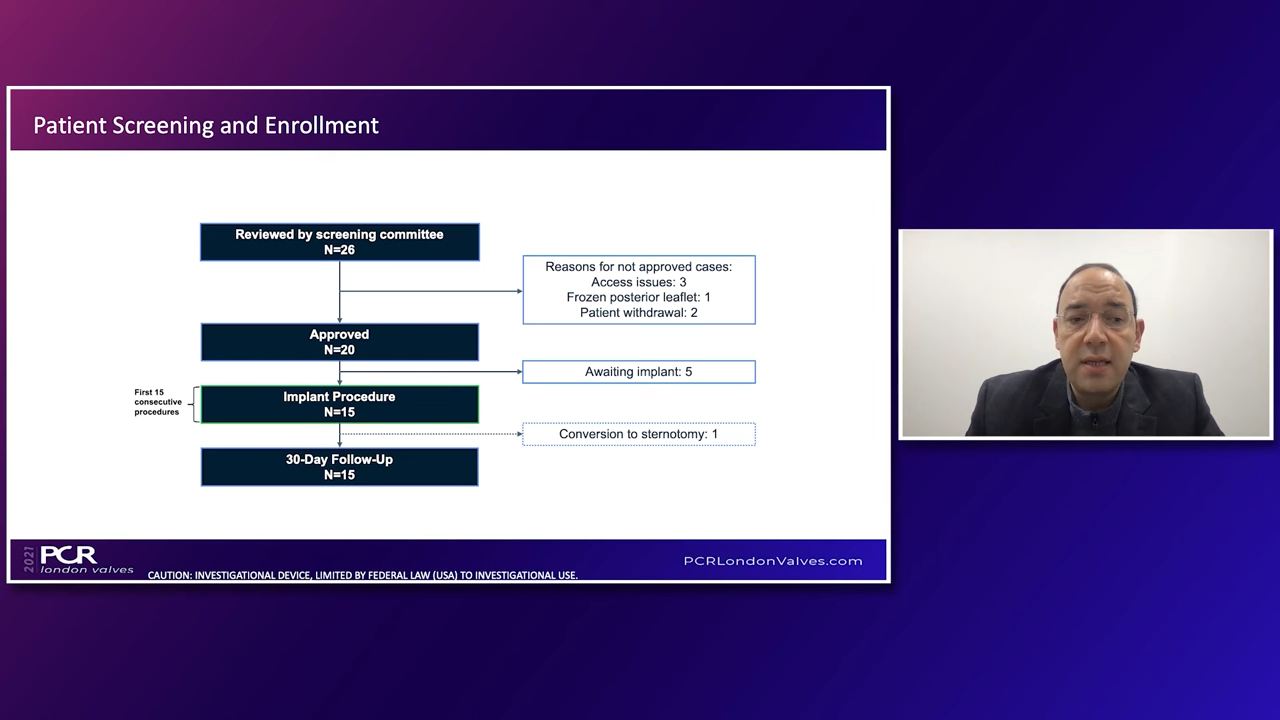 Patient Screening and Enrollment
Reviewed by screening committee
N=26
Reasons for not approved cases:
Access issues: 3
Frozen posterior leaflet: 1
Patient withdrawal: 2
Approved
N=20
Awaiting implant: 5
First 15
consecutive
procedures
Implant Procedure
N=15
Conversion to sternotomy: 1
30-Day Follow-Up
N=15
2021
PCR
london valves
CAUTION: INVESTIGATIONAL DEVICE, LIMITED BY FEDERAL LAW (USA) TO INVESTIGATIONAL USE.
PCRLondonValves.com